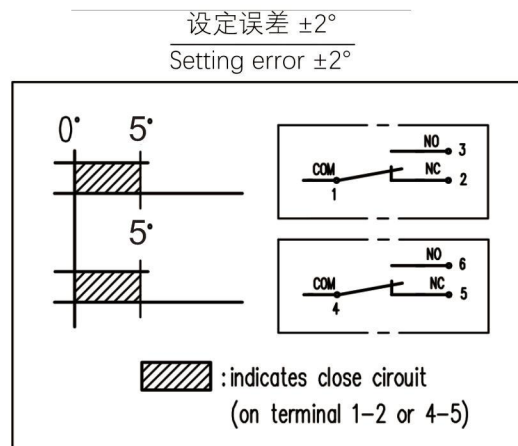 设定误差 ±2°
Setting error ±2°
0° 5°
5°
NO 3
COM NC 2
1
NO 6
COM NC 5
4
:indicates close cirouit
(on terminal 1-2 or 4-5)